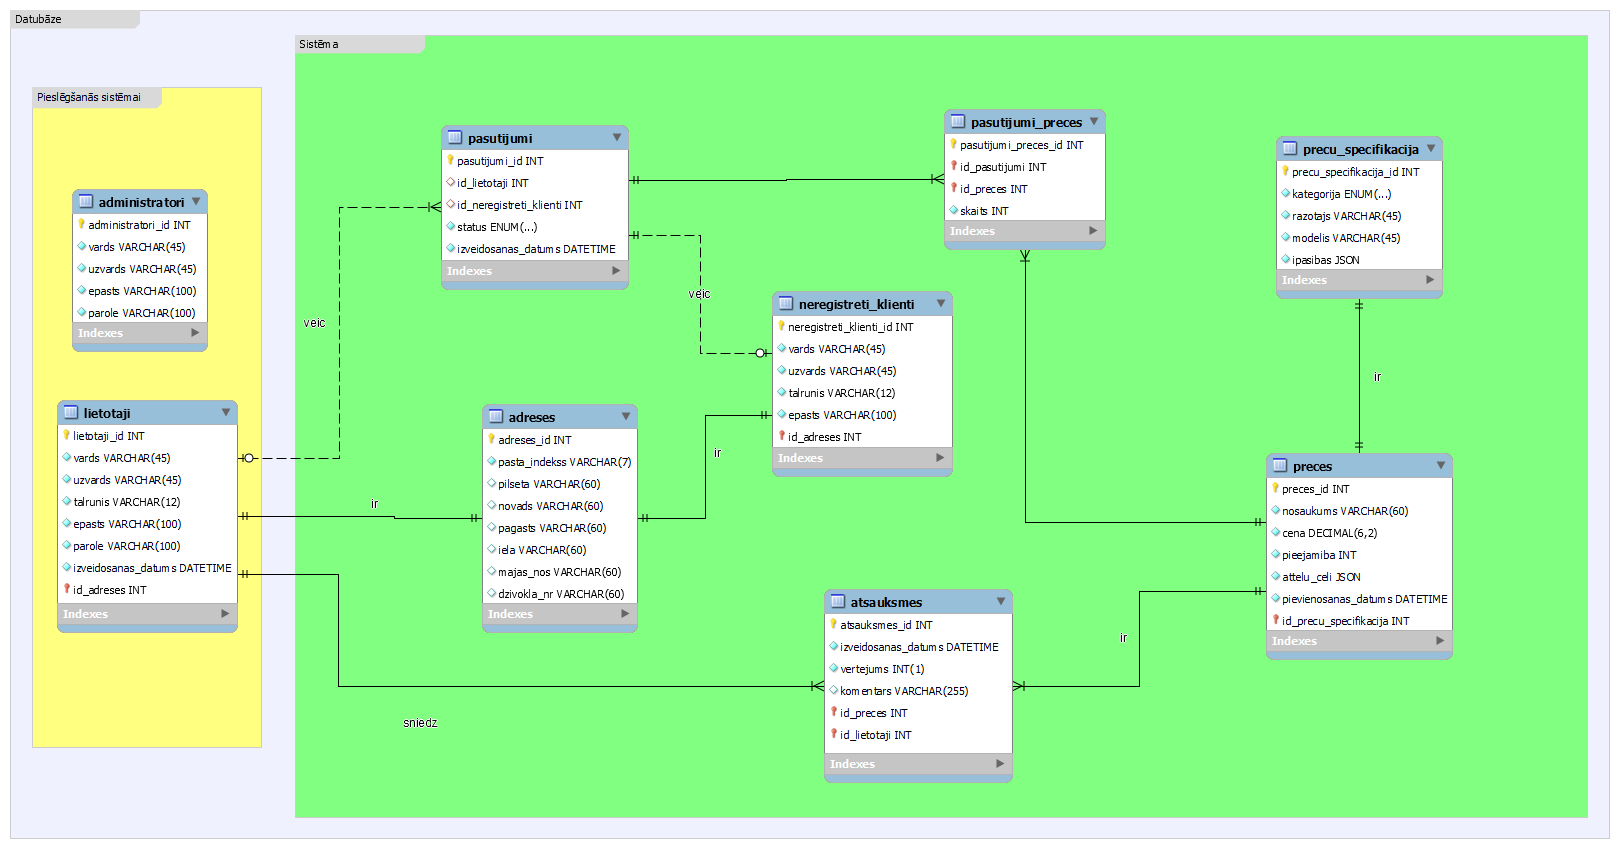 Datubāze
Sistēma
Pieslēgšanās sistēmai
administratori
administratori_id INT
vards VARCHAR(45)
uzvards VARCHAR(45)
epasts VARCHAR(100)
parole VARCHAR(100)
Indexes
lietotaji
lietotaji_id INT
vards VARCHAR(45)
uzvards VARCHAR(45)
talrunis VARCHAR(12)
epasts VARCHAR(100)
parole VARCHAR(100)
izveidosanas_datums DATETIME
id_adreses INT
Indexes
pasutijumi
pasutijumi_id INT
id_lietotaji INT
id_neregistreti_klienti INT
status ENUM(...)
izveidosanas_datums DATETIME
Indexes
veic
veic
adreses
adreses_id INT
pasta_indekss VARCHAR(7)
pilseta VARCHAR(60)
novads VARCHAR(60)
pagasts VARCHAR(60)
iela VARCHAR(60)
majas_nos VARCHAR(60)
dzivokla_nr VARCHAR(60)
Indexes
ir
ir
sniedz
neregistreti_klienti
neregistreti_klienti_id INT
vards VARCHAR(45)
uzvards VARCHAR(45)
talrunis VARCHAR(12)
epasts VARCHAR(100)
id_adreses INT
Indexes
pasutijumi_preces
pasutijumi_preces_id INT
id_pasutijumi INT
id_preces INT
skaits INT
Indexes
atsauksmes
atsauksmes_id INT
izveidosanas_datums DATETIME
vertejums INT(1)
komentars VARCHAR(255)
id_preces INT
id_lietotaji INT
Indexes
ir
precu_specifikacija
precu_specifikacija_id INT
kategorija ENUM(...)
razotajs VARCHAR(45)
modelis VARCHAR(45)
ipasibas JSON
Indexes
ir
preces
preces_id INT
nosaukums VARCHAR(60)
cena DECIMAL(6,2)
pieejamiba INT
attelu_celi JSON
pievienosanas_datums DATETIME
id_precu_specifikacija INT
Indexes